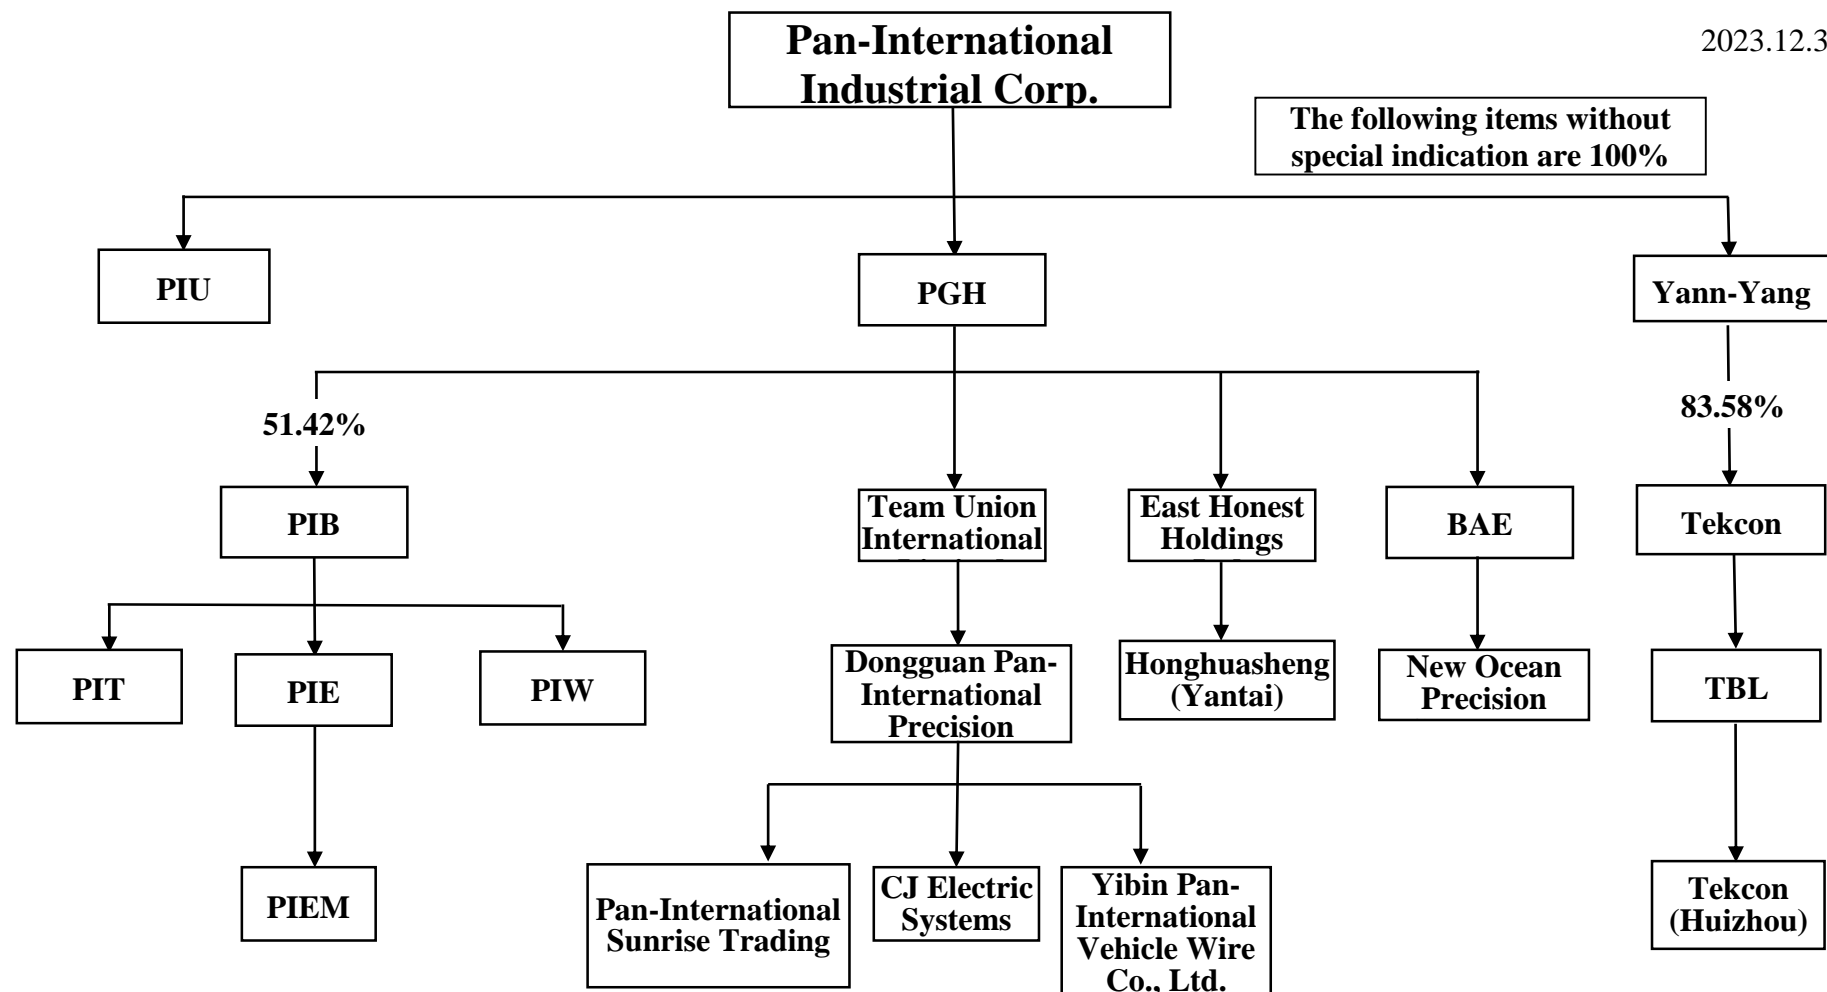 Pan-International
Industrial Corp.
2023.12.3
The following items without
special indication are 100%
PIU
PGH
Yann-Yang
51.42%
83.58%
PIB
Team Union
International
East Honest
Holdings
BAE
Tekcon
PIT
PIE
PIW
Dongguan Pan-
International
Precision
Honghuasheng
(Yantai)
New Ocean
Precision
TBL
PIEM
Pan-International
Sunrise Trading
CJ Electric
Systems
Yibin Pan-
International
Vehicle Wire
Co., Ltd.
Tekcon
(Huizhou)